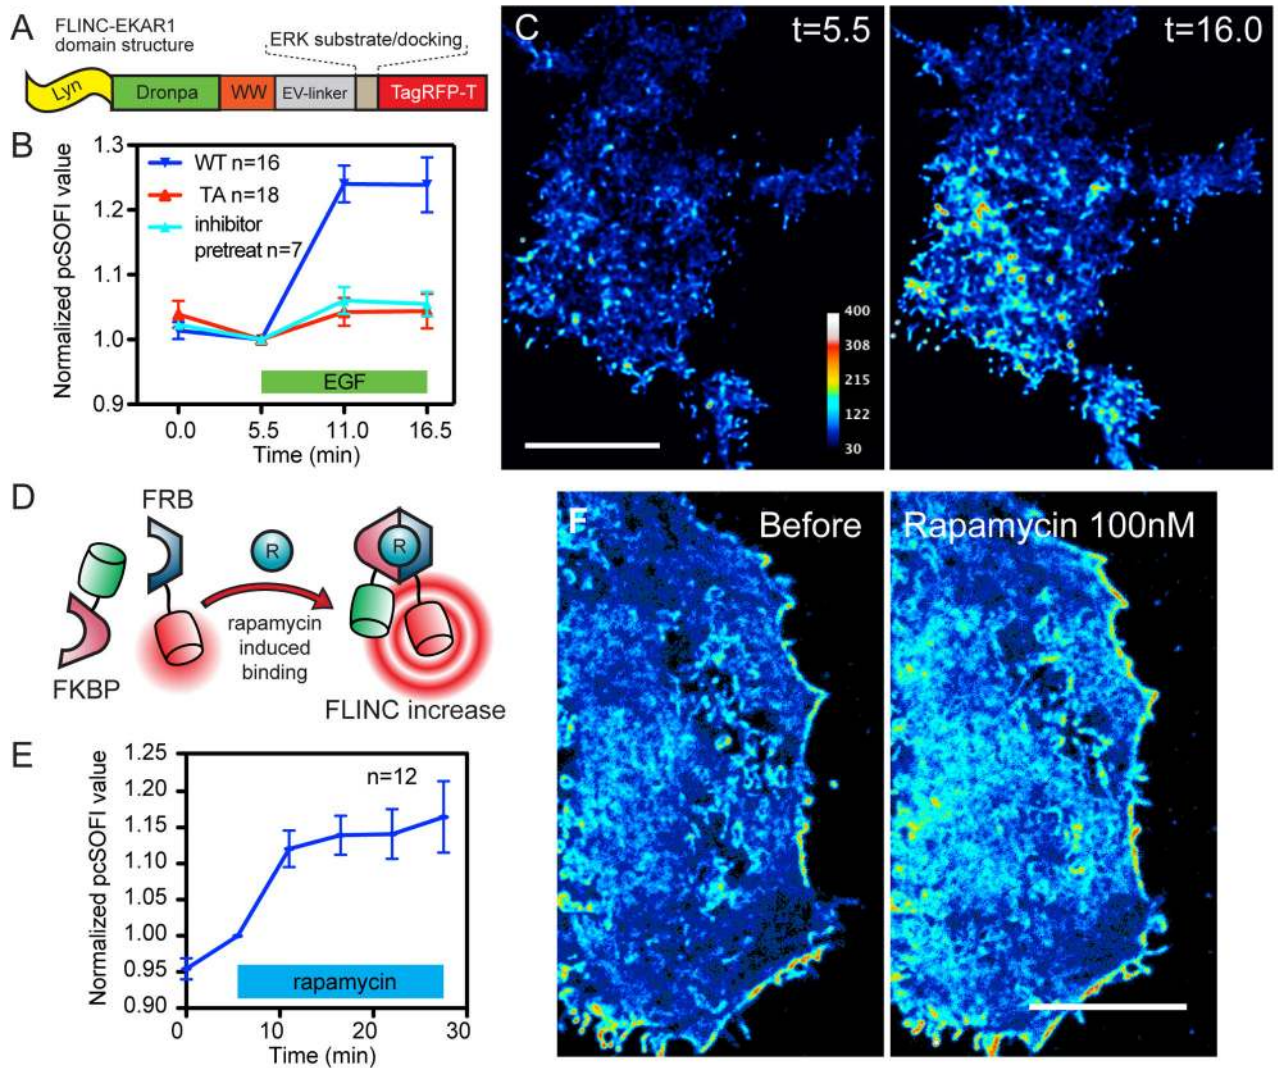 A
FLINC-EKAR1
domain structure
ERK substrate/docking
Lyn
Dronpa
WW
EV-linker
TagRFP-T
B
Normalized pcSOFI value
1.3
1.2
1.1
1.0
0.9
WT n=16
TA n=18
inhibitor
pretreat n=7
EGF
0.0 5.5 11.0 16.5
Time (min)
C
t=5.5
t=16.0
400
308
215
122
30
D
FRB
R
R
rapamycin
induced
binding
FKBP
FLINC increase
E
Normalized pcSOFI value
1.25
1.20
1.15
1.10
1.05
1.00
0.95
0.90
n=12
rapamycin
0 10 20 30
Time (min)
F
Before
Rapamycin 100nM